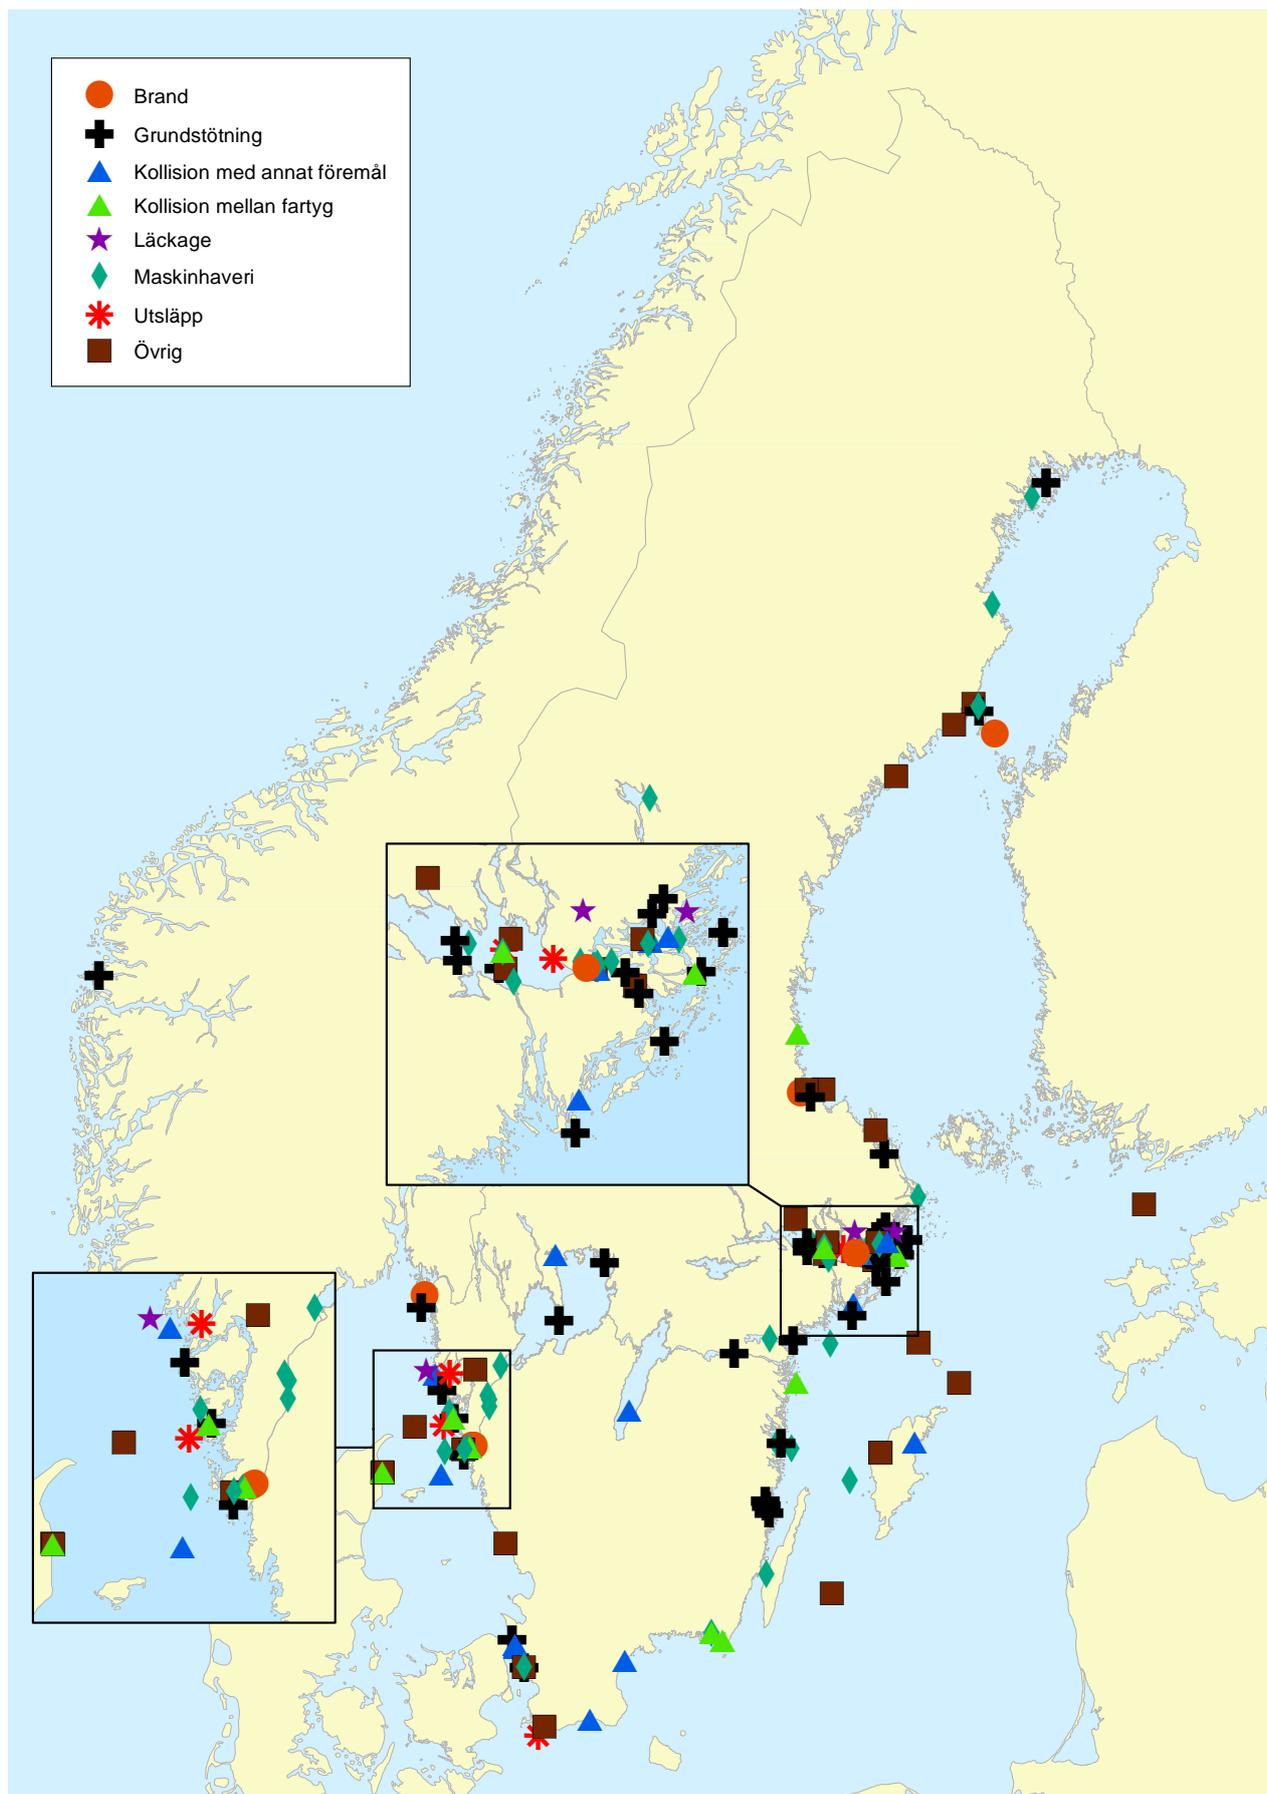 Brand
Grundstötning
Kollision med annat föremål
Kollision mellan fartyg
Läckage
Maskinhaveri
Utsläpp
Övrig